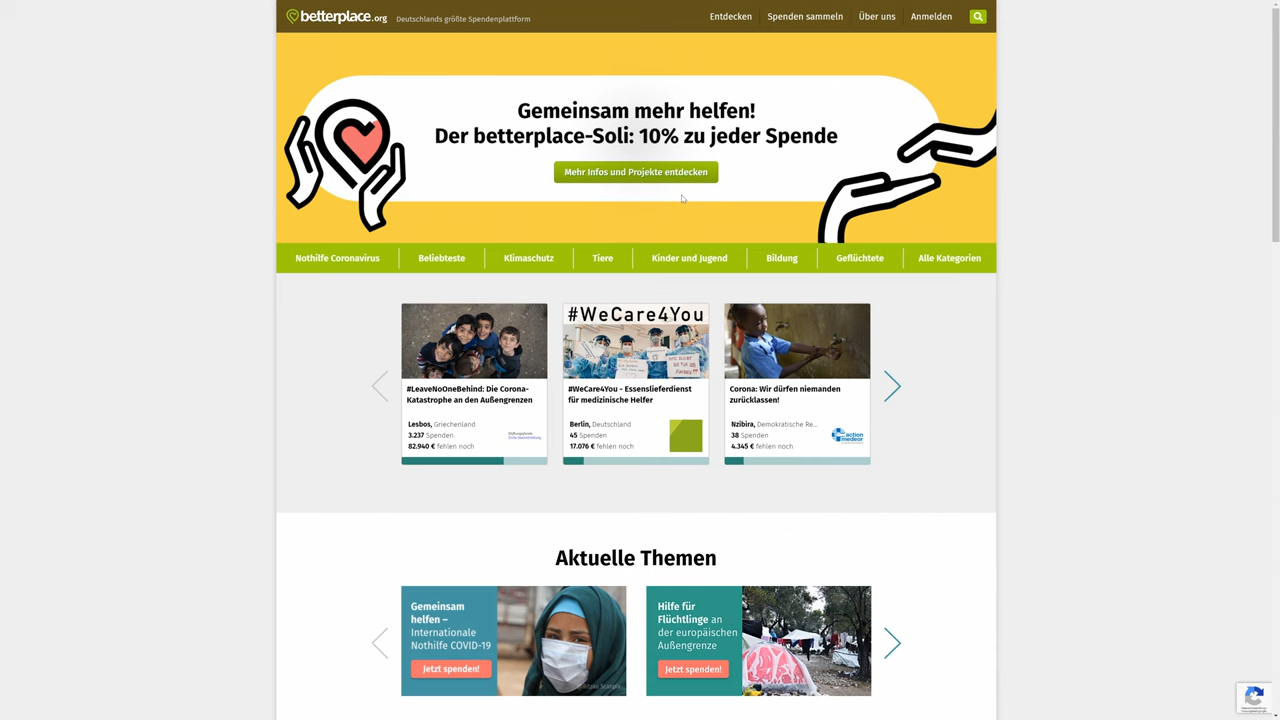 betterplace.org
Deutschlands größte Spendenplattform
Entdecken
Spenden sammeln
Über uns
Anmelden
Gemeinsam mehr helfen!
Der betterplace-Soli: 10% zu jeder Spende
Mehr Infos und Projekte entdecken
Nothilfe Coronavirus
Beliebteste
Klimaschutz
Tiere
Kinder und Jugend
Bildung
Geflüchtete
Alle Kategorien
#LeaveNoOneBehind: Die Corona-
Katastrophe an den Außengrenzen
Lesbos, Griechenland
3.237 Spenden
82.940 € fehlen noch
#WeCare4You
#WeCare4You - Essenslieferdienst
für medizinische Helfer
Berlin, Deutschland
45 Spenden
17.076 € fehlen noch
Corona: Wir dürfen niemanden
zurücklassen!
Nzibira, Demokratische Re...
38 Spenden
4.345 € fehlen noch
action
medeor
Aktuelle Themen
Gemeinsam
helfen –
Internationale
Nothilfe COVID-19
Jetzt spenden!
Hilfe für
Flüchtlinge an
der europäischen
Außengrenze
Jetzt spenden!